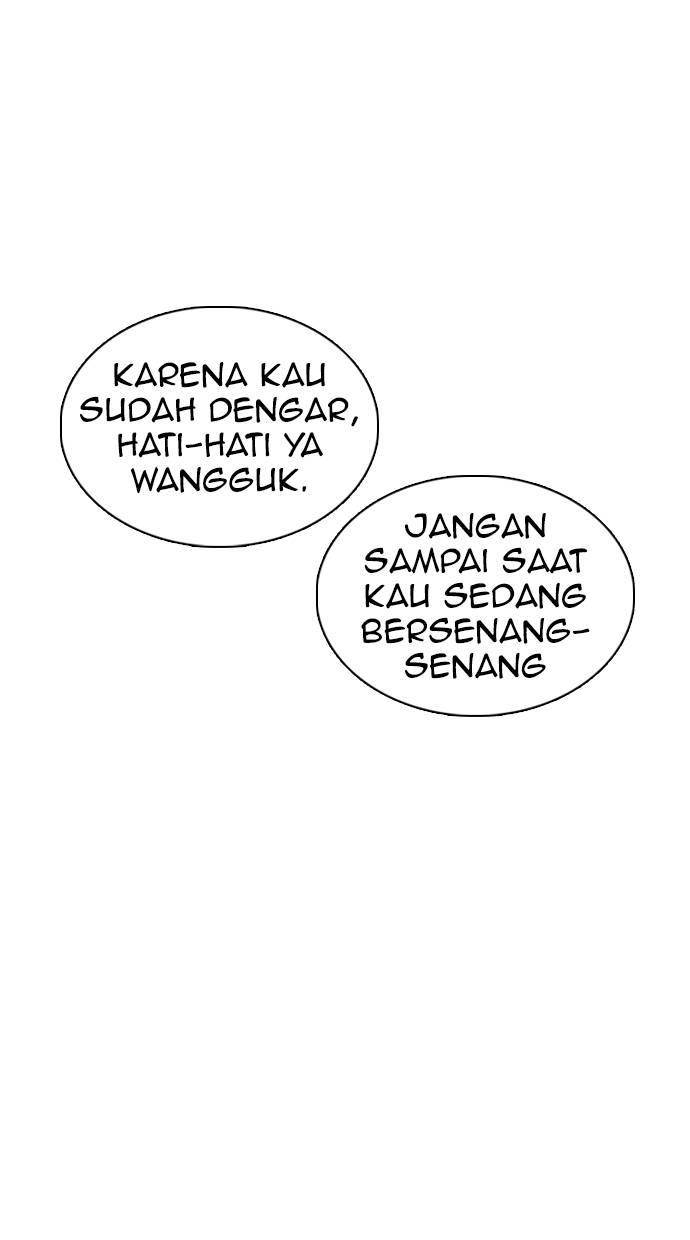 KARENA KAU
SUDAH DENGAR,
HATI-HATI YA
WANGGUK.
JANGAN
SAMPAI SAAT
KAU SEDANG
BERSENANG-
SENANG